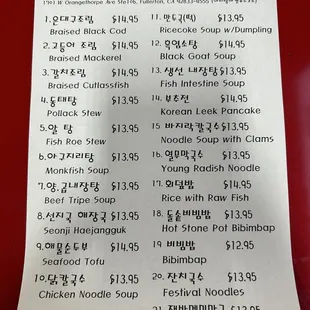 1701 W Orangethorpe Ave Ste146, Fullerton, CA 92833-4555
1. 은대구조림 $14.95
Braised Black Cod
2. 고등어 조림 $14.95
Braised Mackerel
3. 갈치조림 $14.95
Braised Cutlassfish
4. 동태탕 $13.95
Pollack Stew
5. 알 탕 $13.95
Fish Roe Stew
6. 아구지리탕
Monkfish Soup
7. 양.곱내장탕 $13.95
Beef Tripe Soup
8. 선지국 해장국 $13.95
Seonji Haejangguk
9. 해물순두부 $14.95
Seafood Tofu
10. 닭칼국수 $13.95
Chicken Noodle Soup
11. 만두국(떡) $13.95
Ricecoke Soup w/Dumpling
12. 흑염소탕 $14.95
Black Goat Soup
13. 생선 내장탕 $13.95
Fish Intestine Soup
14. 부추전 $14.95
Korean Leek Pancake
15. 바지락칼국수 $13.95
Noodle Soup with Clams
16. 열무막국수 $13.95
Young Radish Noodle
17. 회덮밥 $14.95
Rice with Raw Fish
18. 돌솥비빔밥 $13.95
Hot Stone Pot Bibimbap
19. 비빔밥 $12.95
Bibimbap
20. 잔치국수 $13.95
Festival Noodles